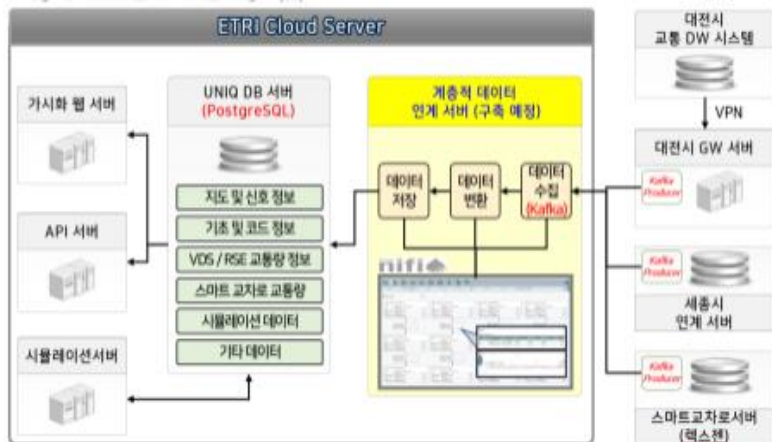 ETRI Cloud Server
가시화 웹 서버
API 서버
시뮬레이션서버
UNIQ DB 서버
(PostgreSQL)
지도 및 신호 정보
기초 및 코드 정보
VDS / RSE 교통량 정보
스마트 교차로 교통량
시뮬레이션 데이터
기타 데이터
계층적 데이터
연계 서버 (구축 예정)
데이터
저장
데이터
변환
데이터
수집
(Kafka)
nifi
대전시
교통 DW 시스템
VPN
대전시 GW 서버
Kafka
Producer
Kafka
Producer
세종시
연계 서버
Kafka
Producer
스마트교차로서버
(렉스젠)